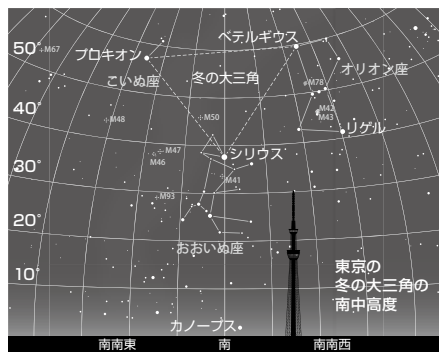 ベテルギウス
50°
M67
プロキオン
オリオン座
こいぬ座
冬の大三角
M78
40°
M48
M50
M42
M43
リゲル
M47
M46
シリウス
30°
M41
M93
20°
おおいぬ座
10°
東京の
冬の大三角の
南中高度
カノープス
南南東
南
南南西